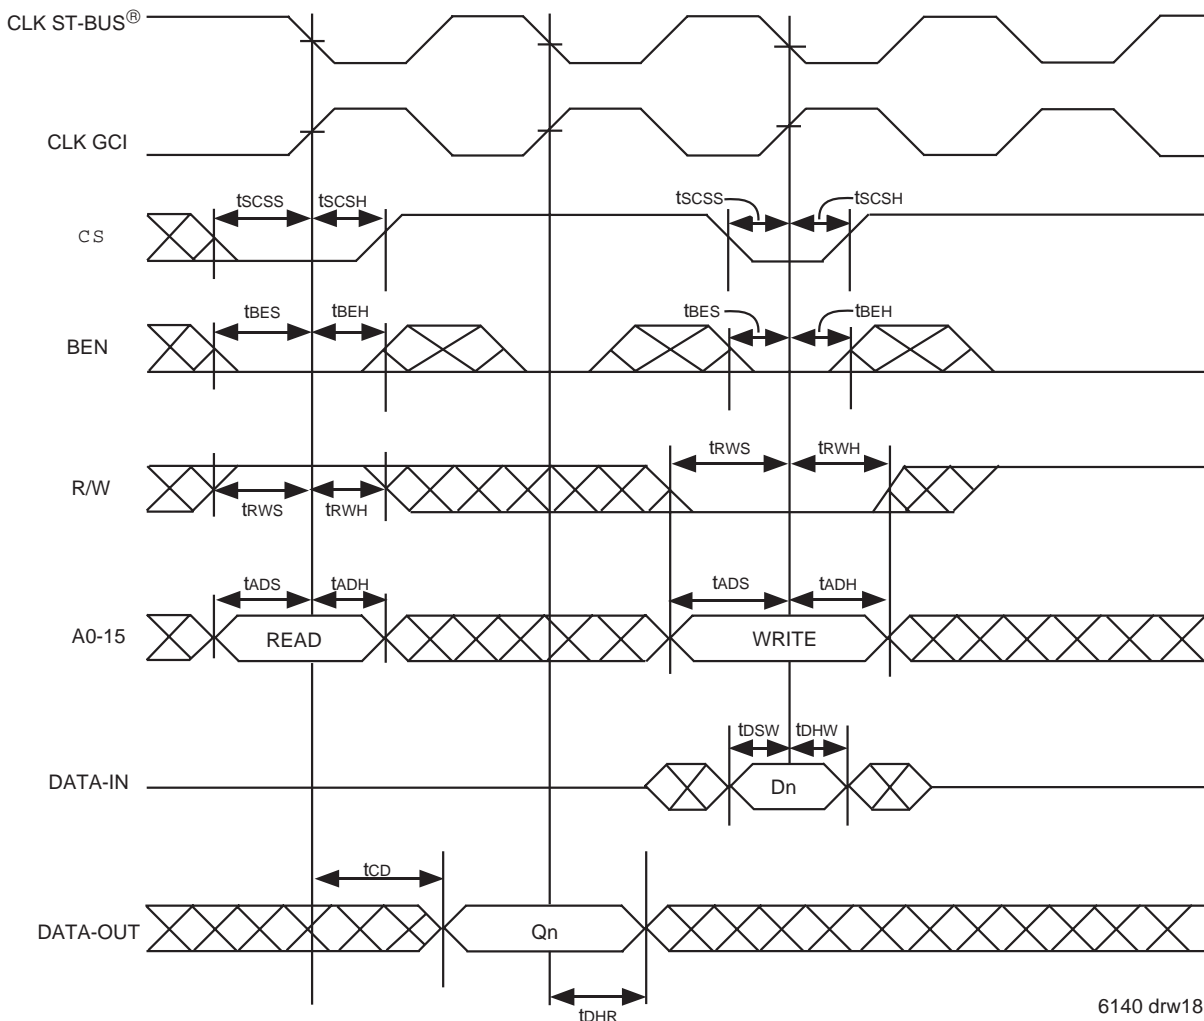 CLK ST-BUS®
CLK GCI
tSCSS tSCSH tSCSS tSCSH
CS
tBES tBEH tBES tBEH
BEN
tRWS tRWH
R/W
tRWS tRWH
tADS tADH tADS tADH
A0-15 READ WRITE
tDSW tDHW
DATA-IN Dn
tCD
DATA-OUT Qn
tDHR
6140 drw18